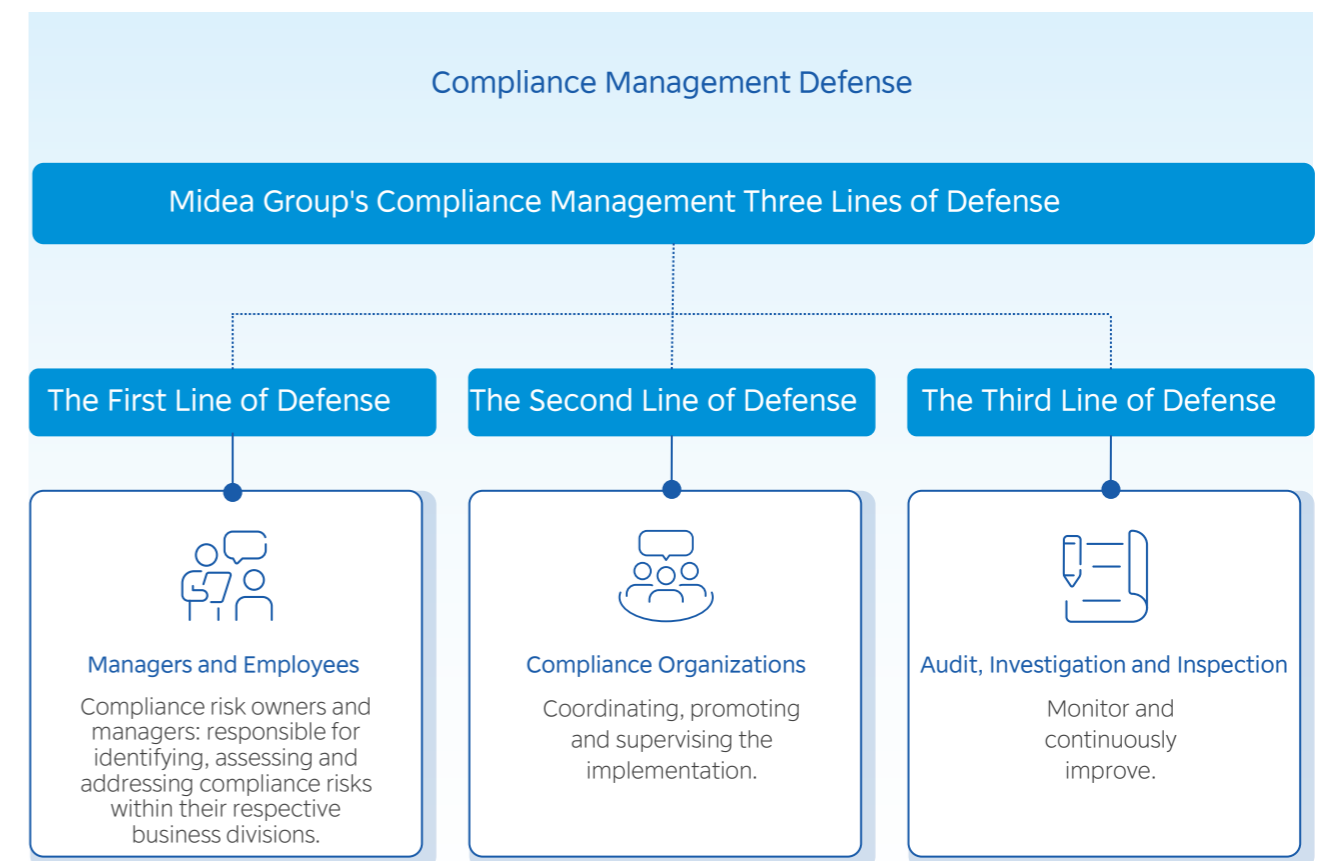 Compliance Management Defense
Midea Group's Compliance Management Three Lines of Defense
The First Line of Defense
Managers and Employees
Compliance risk owners and
managers: responsible for
identifying, assessing and
addressing compliance risks
within their respective
business divisions.
The Second Line of Defense
Compliance Organizations
Coordinating, promoting
and supervising the
implementation.
The Third Line of Defense
Audit, Investigation and Inspection
Monitor and
continuously
improve.